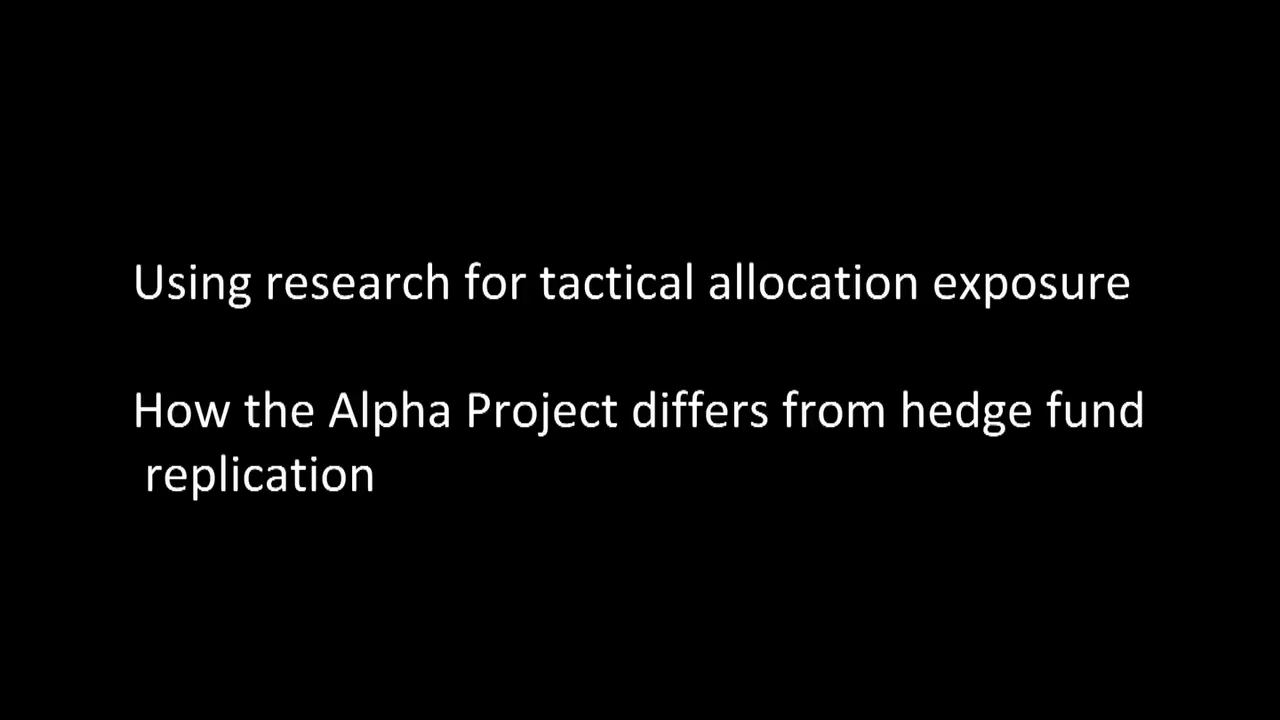 Using research for tactical allocation exposure
How the Alpha Project differs from hedge fund
replication